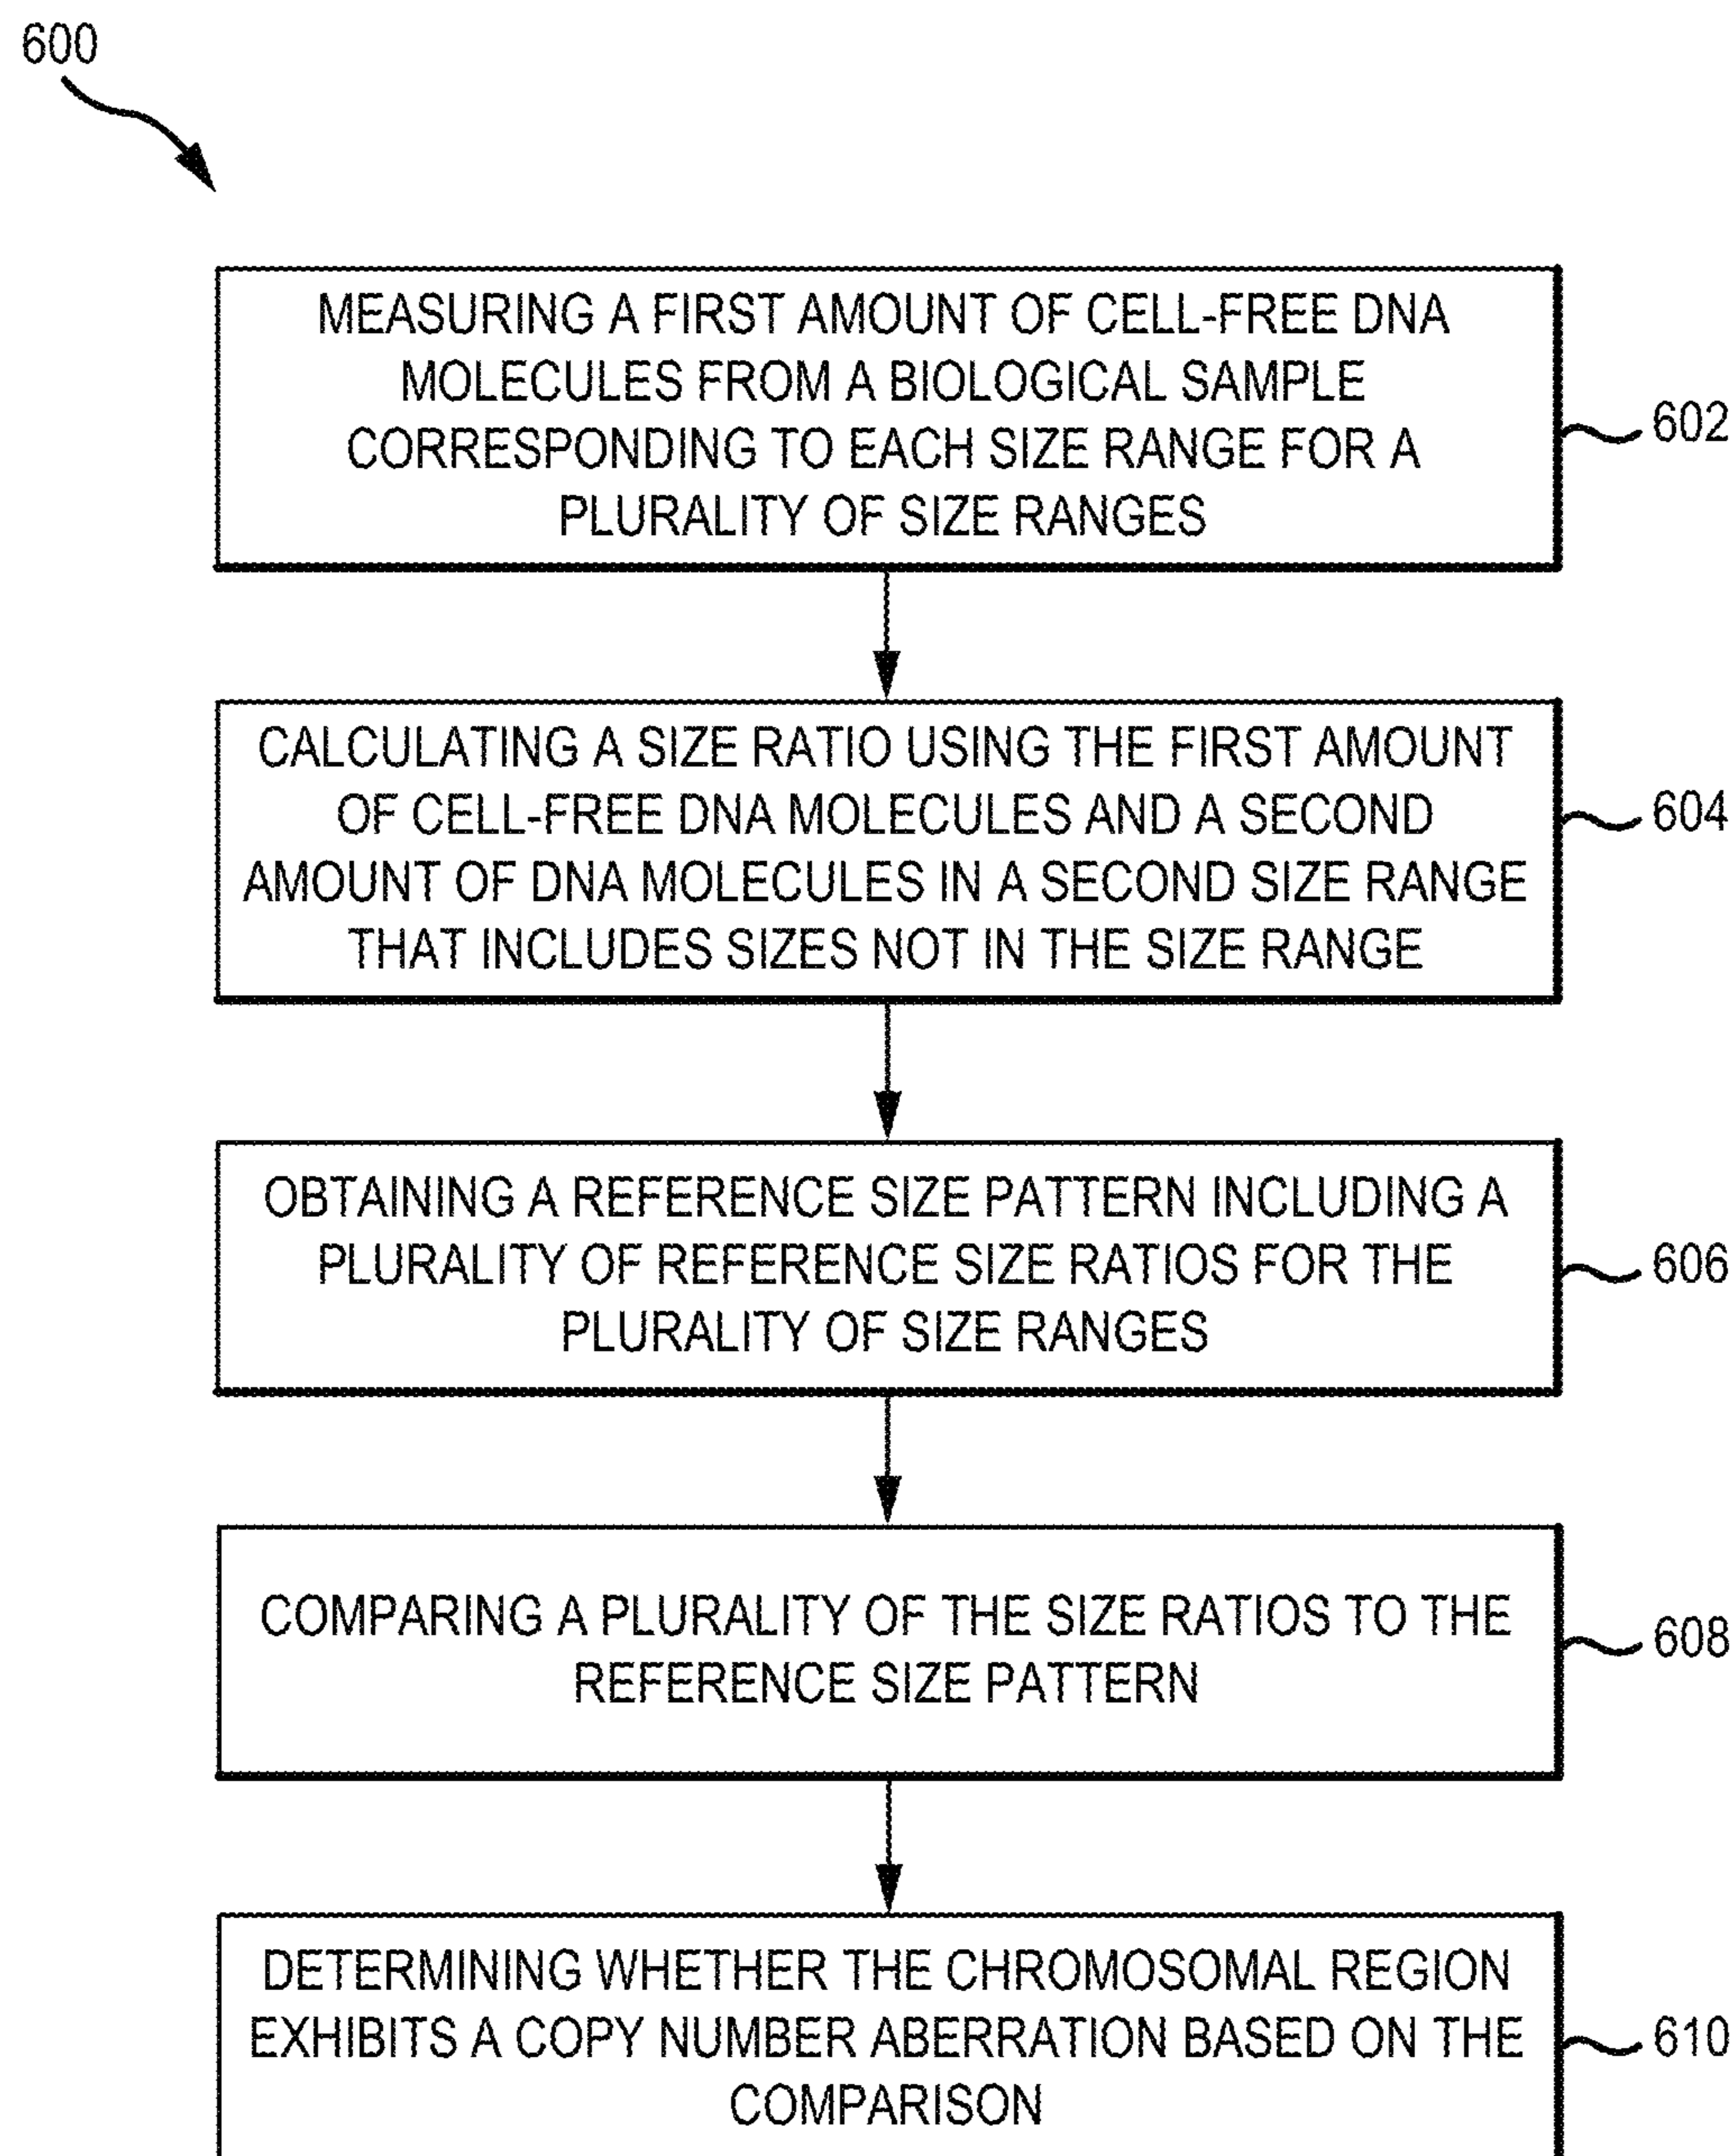 600
MEASURING A FIRST AMOUNT OF CELL-FREE DNA
MOLECULES FROM A BIOLOGICAL SAMPLE
CORRESPONDING TO EACH SIZE RANGE FOR A
PLURALITY OF SIZE RANGES
602
CALCULATING A SIZE RATIO USING THE FIRST AMOUNT
OF CELL-FREE DNA MOLECULES AND A SECOND
AMOUNT OF DNA MOLECULES IN A SECOND SIZE RANGE
THAT INCLUDES SIZES NOT IN THE SIZE RANGE
604
OBTAINING A REFERENCE SIZE PATTERN INCLUDING A
PLURALITY OF REFERENCE SIZE RATIOS FOR THE
PLURALITY OF SIZE RANGES
606
COMPARING A PLURALITY OF THE SIZE RATIOS TO THE
REFERENCE SIZE PATTERN
608
DETERMINING WHETHER THE CHROMOSOMAL REGION
EXHIBITS A COPY NUMBER ABERRATION BASED ON THE
COMPARISON
610